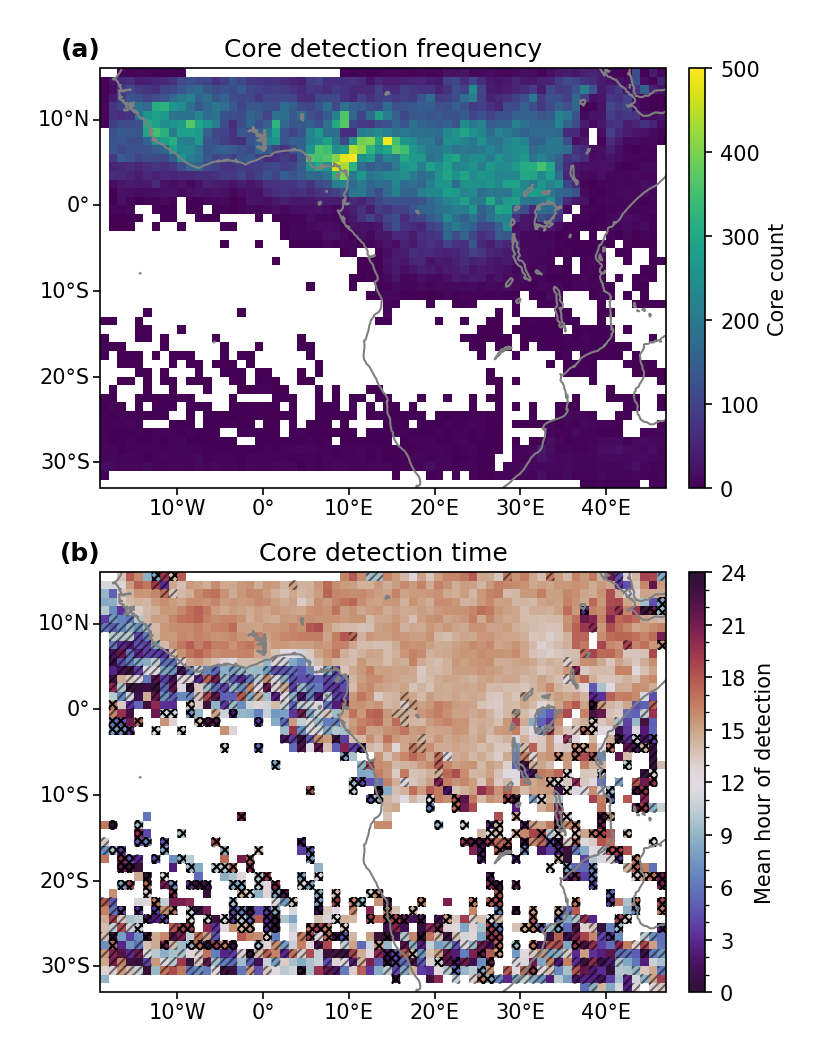 (a) Core detection frequency
10°N
0°
10°S
20°S
30°S
10°W 0° 10°E 20°E 30°E 40°E
500
400
300
200
100
0
Core count
(b) Core detection time
10°N
0°
10°S
20°S
30°S
10°W 0° 10°E 20°E 30°E 40°E
24
21
18
15
12
9
6
3
0
Mean hour of detection